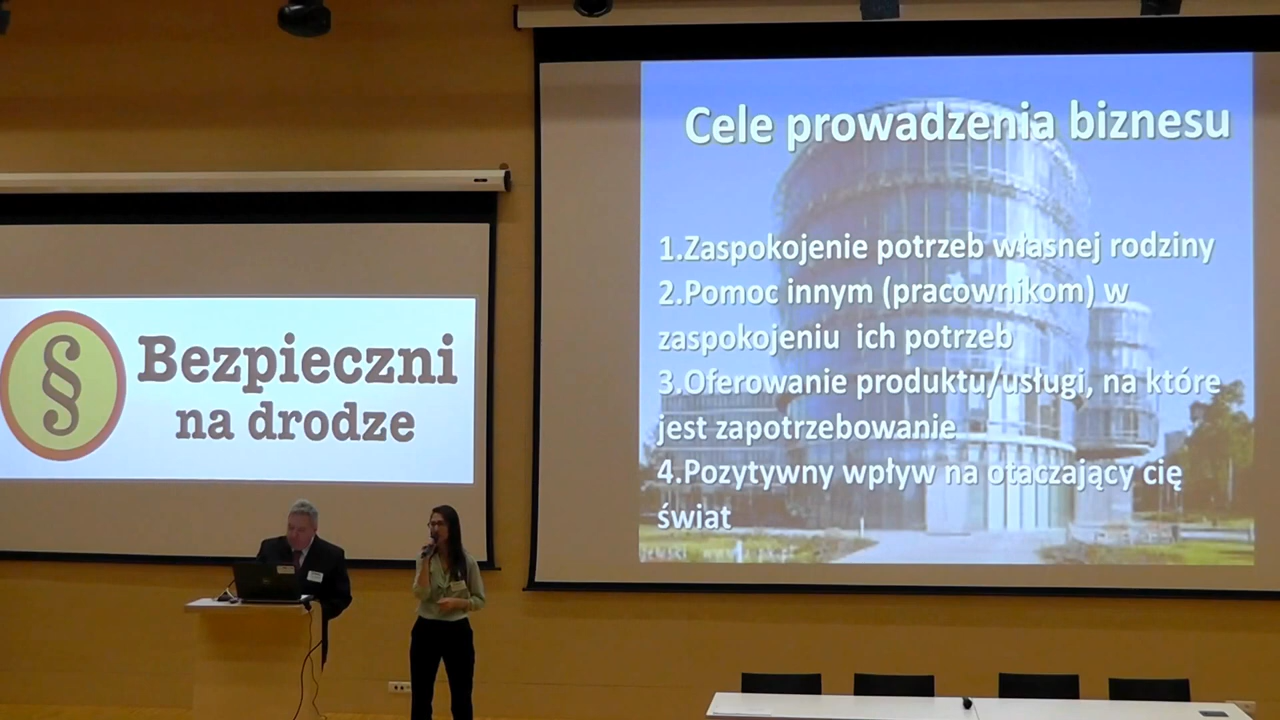 §
Bezpieczni
na drodze
Cele prowadzenia biznesu
1.Zaspokojenie potrzeb własnej rodziny
2.Pomoc innym (pracownikom) w
zaspokojeniu ich potrzeb
3.Oferowanie produktu/usługi, na które
jest zapotrzebowanie
4.Pozytywny wpływ na otaczający cię
świat